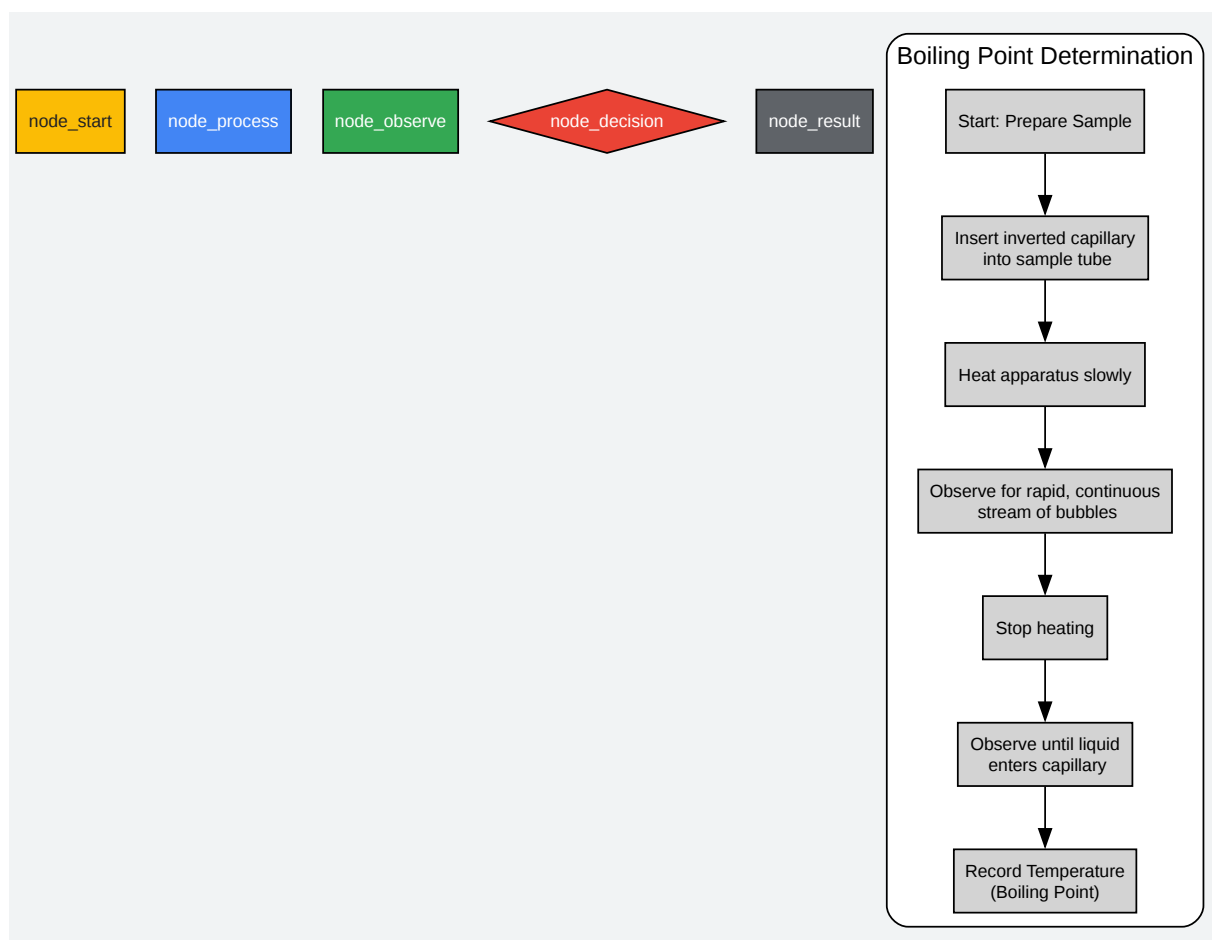 Boiling Point Determination
node_start
node_process
node_observe
node_decision
node_result
Start: Prepare Sample
Insert inverted capillary
into sample tube
Heat apparatus slowly
Observe for rapid, continuous
stream of bubbles
Stop heating
Observe until liquid
enters capillary
Record Temperature
(Boiling Point)